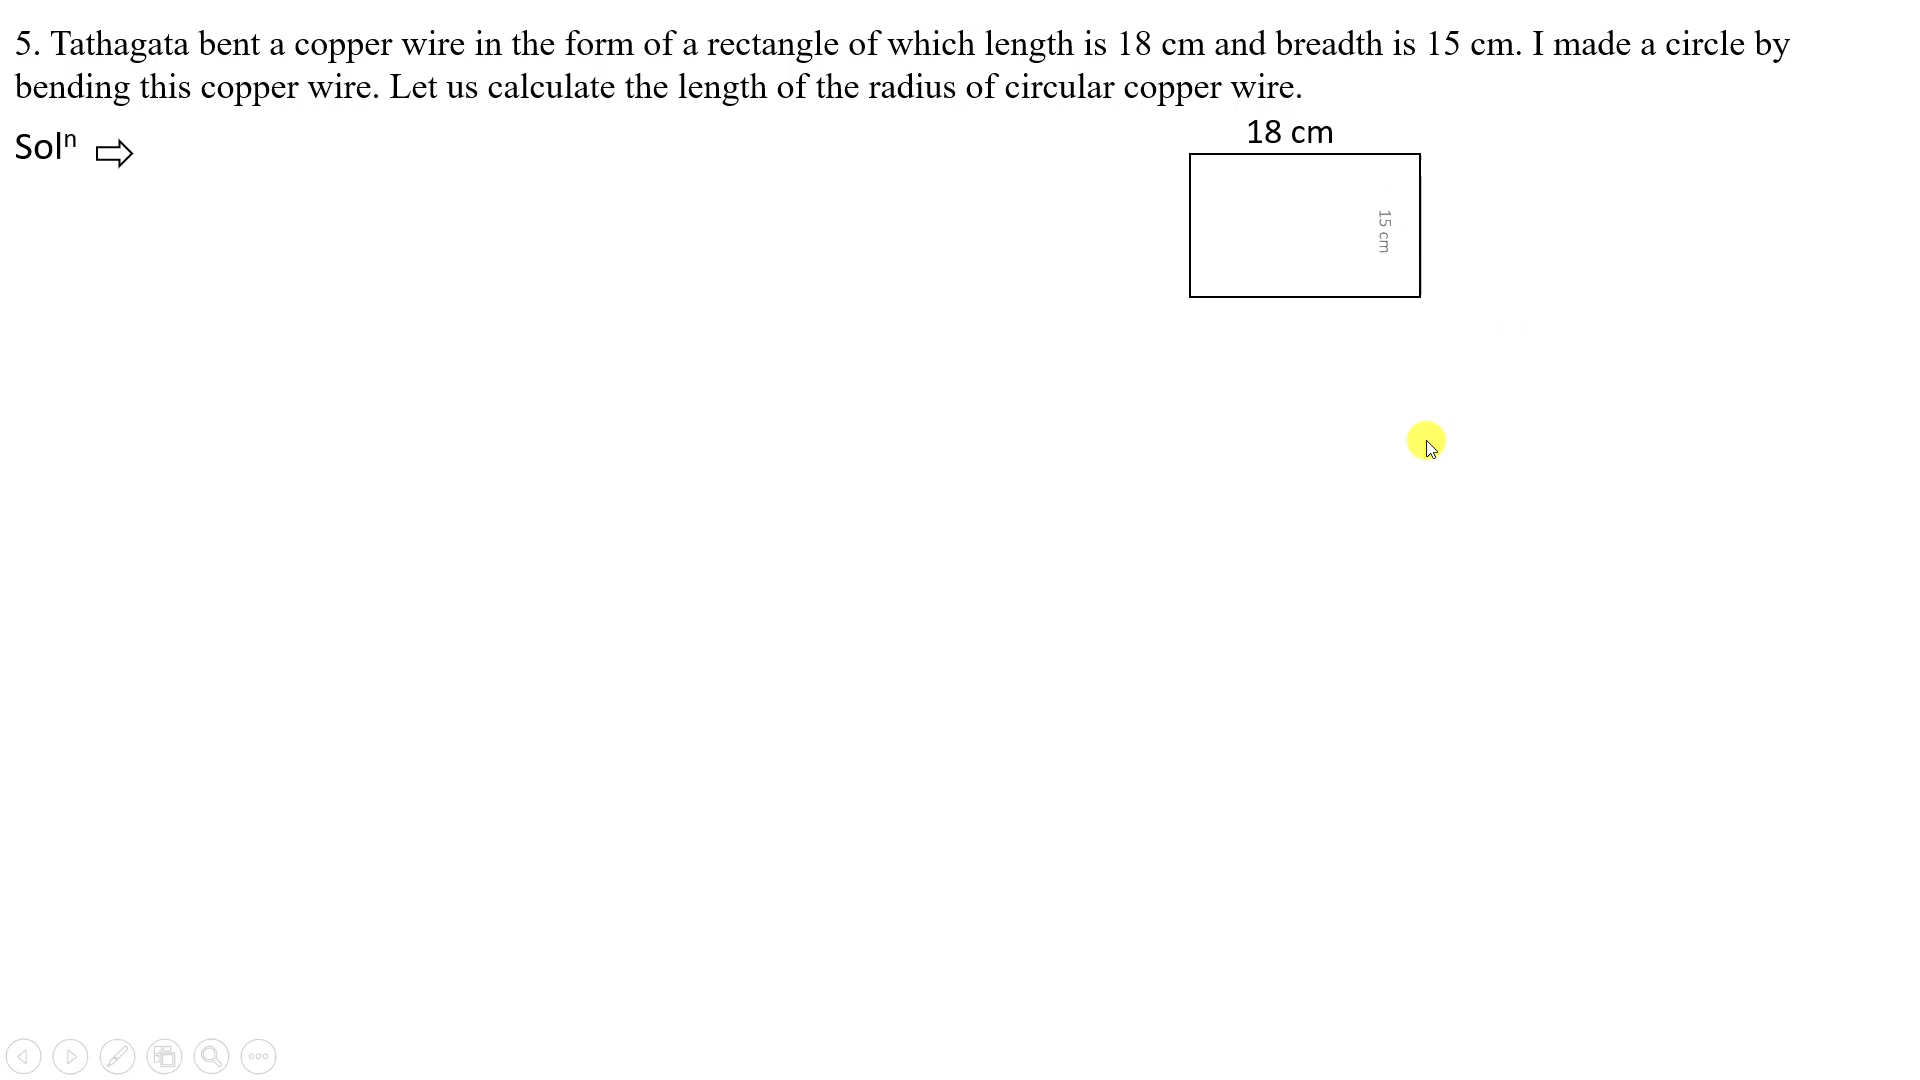 5. Tathagata bent a copper wire in the form of a rectangle of which length is 18 cm and breadth is 15 cm. I made a circle by
bending this copper wire. Let us calculate the length of the radius of circular copper wire.
Solⁿ ⇨
18 cm
15 cm